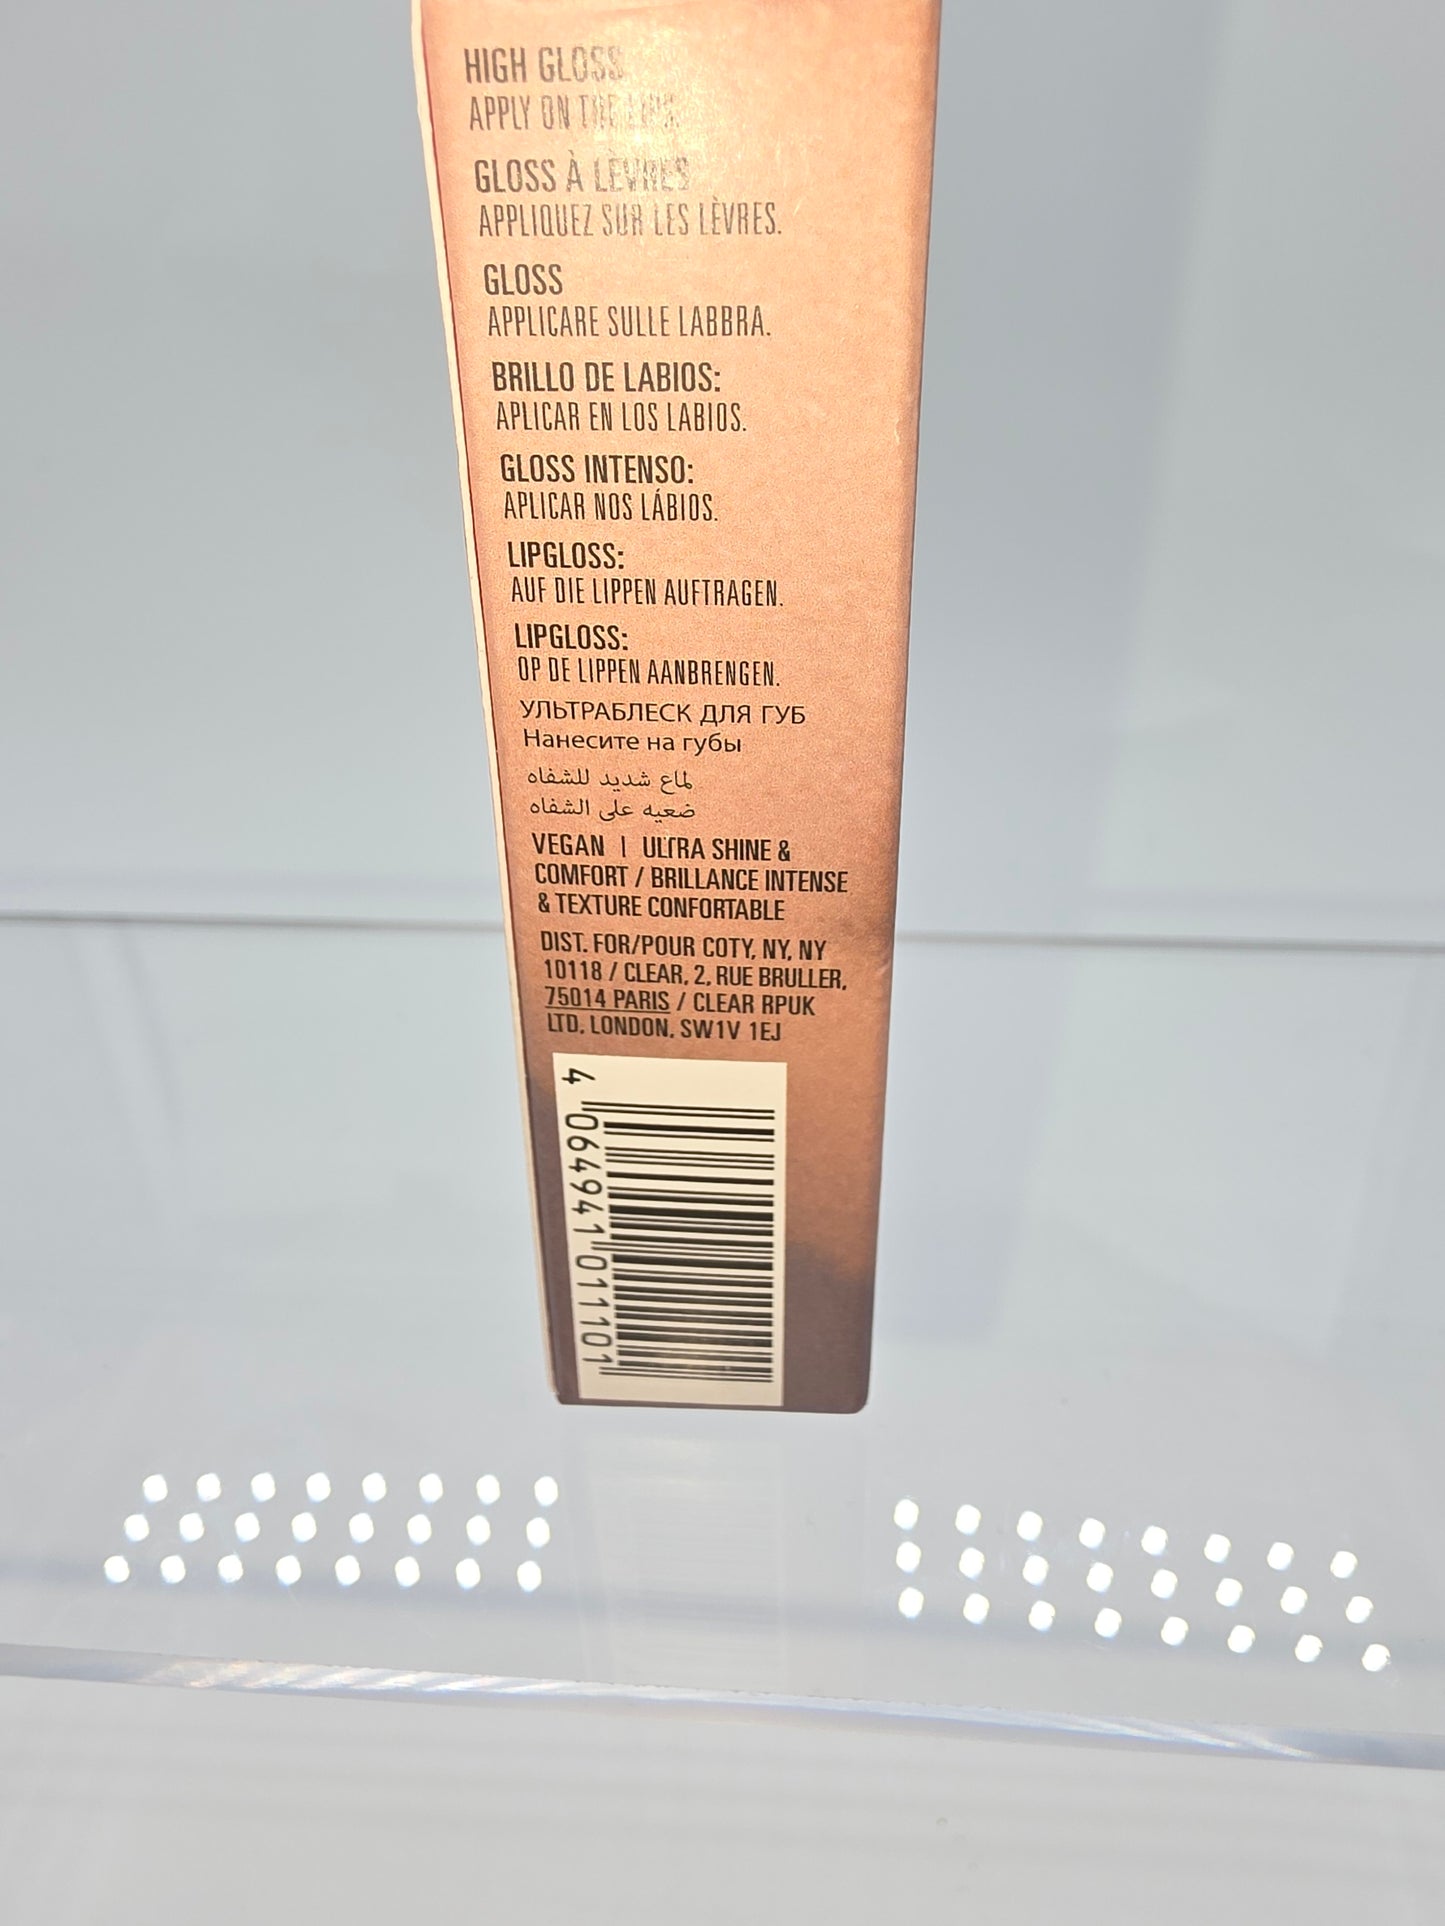 HIGH GLOSS
APPLY ON THE LIPS.
GLOSS À LÈVRES
APPLIQUEZ SUR LES LÈVRES.
GLOSS
APPLICARE SULLE LABBRA.
BRILLO DE LABIOS:
APLICAR EN LOS LABIOS.
GLOSS INTENSO:
APLICAR NOS LÁBIOS.
LIPGLOSS:
AUF DIE LIPPEN AUFTRAGEN.
LIPGLOSS:
OP DE LIPPEN AANBRENGEN.
УЛЬТРАБЛЕСК ДЛЯ ГУБ
Нанесите на губы
لماع شديد للشفاه
ضعيه على الشفاه
VEGAN | ULTRA SHINE &
COMFORT / BRILLANCE INTENSE
& TEXTURE CONFORTABLE
DIST. FOR/POUR COTY, NY, NY
10118 / CLEAR, 2, RUE BRULLER,
75014 PARIS / CLEAR RPUK
LTD, LONDON, SW1V 1EJ
4 064941 011101